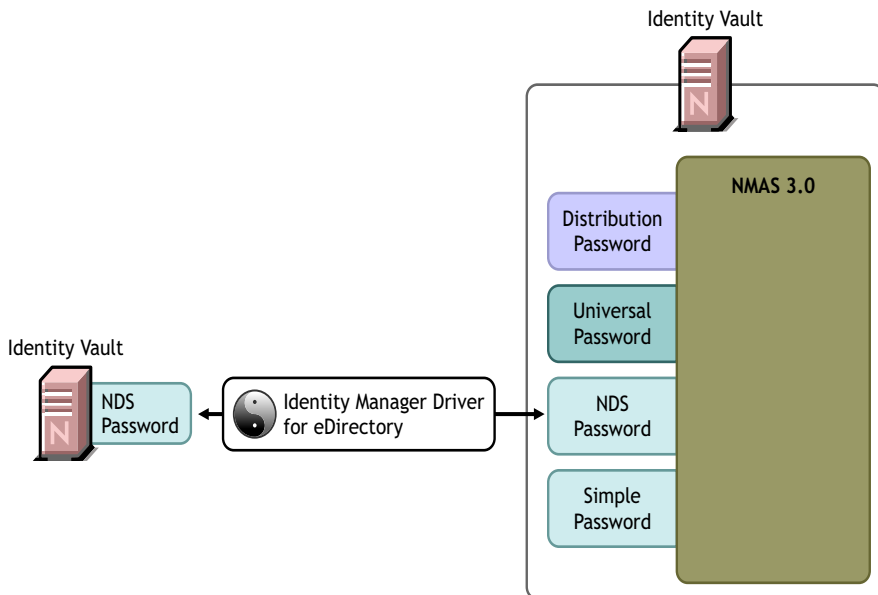 Identity Vault
NMAS 3.0
Distribution
Password
Universal
Password
Identity Vault
NDS
Password
Identity Manager Driver
for eDirectory
NDS
Password
Simple
Password
N
N